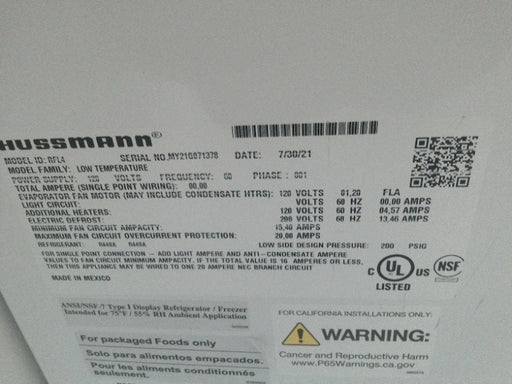 HUSSMANN®
MODEL ID: RFL4 SERIAL NO. MY21G071378 DATE: 7/30/21
MODEL FAMILY: LOW TEMPERATURE
POWER SUPPLY: 120 VOLTS FREQUENCY: 60 PHASE: 001
TOTAL AMPERE (SINGLE POINT WIRING): 00,00
EVAPORATOR FAN MOTOR (MAY INCLUDE CONDENSATE HTRS): 120 VOLTS 01,20 FLA
LIGHT CIRCUIT: VOLTS 60 HZ 00,00 AMPS
ADDITIONAL HEATERS: 120 VOLTS 60 HZ 04,57 AMPS
ELECTRIC DEFROST: 208 VOLTS 60 HZ 13,46 AMPS
MINIMUM FAN CIRCUIT AMPACITY: 15,40 AMPS
MAXIMUM FAN CIRCUIT OVERCURRENT PROTECTION: 20,00 AMPS
REFRIGERANT: R448A R449A LOW SIDE DESIGN PRESSURE: 200 PSIG
FOR SINGLE POINT CONNECTION – ADD LIGHT AMPERE AND ANTI-CONDENSATE AMPERE
VALUES TO FAN CIRCUIT MINIMUM AMPACITY. IF THE TOTAL VALUE IS 16 AMPERES OR LESS,
THEN THIS APPLIANCE MAY BE WIRED TO ONE 20 AMPERE NEC BRANCH CIRCUIT
C UL US NSF
LISTED
MADE IN MEXICO
ANSI/NSF-7 Type I Display Refrigerator / Freezer
Intended for 75°F / 55% RH Ambient Application
For packaged Foods only
Solo para alimentos empacados.
Pour les aliments conditionnés
seulement.
FOR CALIFORNIA INSTALLATIONS ONLY:
WARNING:
Cancer and Reproductive Harm
www.P65Warnings.ca.gov